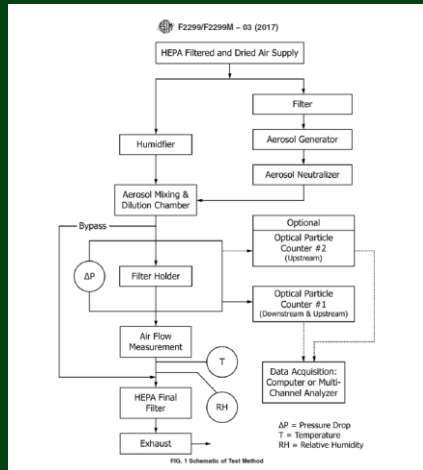 F2299/F2299M – 03 (2017)
HEPA Filtered and Dried Air Supply
Filter
Humidfier
Aerosol Generator
Aerosol Neutralizer
Aerosol Mixing &
Dilution Chamber
Bypass
Optional
Optical Particle
Counter #2
(Upstream)
ΔP
Filter Holder
Optical Particle
Counter #1
(Downstream & Upstream)
Air Flow
Measurement
T
Data Acquisition:
Computer or Multi-
Channel Analyzer
HEPA Final
Filter
RH
Exhaust
ΔP = Pressure Drop
T = Temperature
RH = Relative Humidity
FIG. 1 Schematic of Test Method